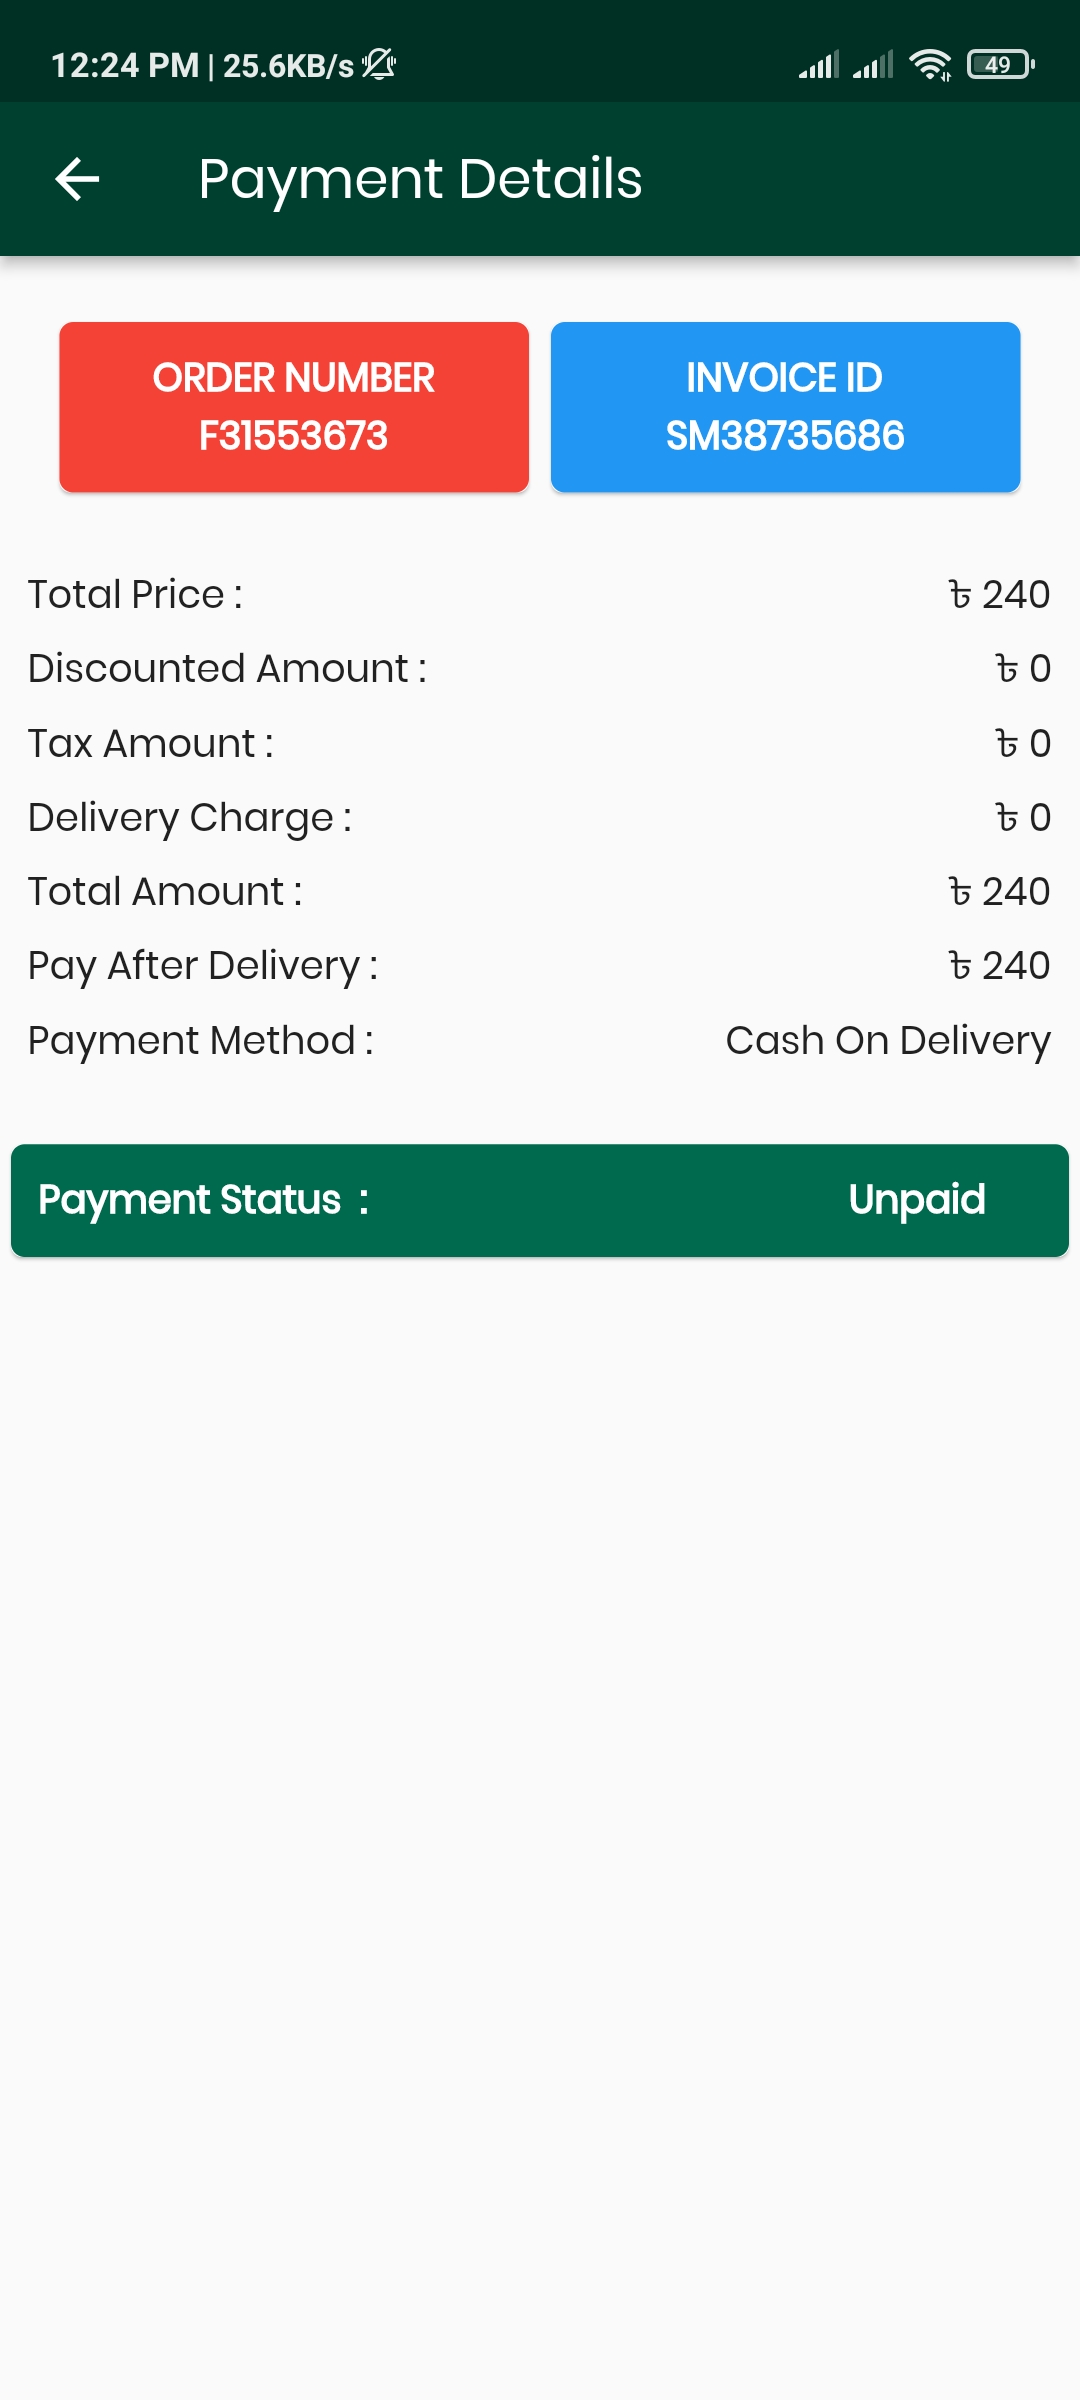 12:24 PM | 25.6KB/s 49
Payment Details
ORDER NUMBER
F31553673
INVOICE ID
SM38735686
Total Price : ৳ 240
Discounted Amount : ৳ 0
Tax Amount : ৳ 0
Delivery Charge : ৳ 0
Total Amount : ৳ 240
Pay After Delivery : ৳ 240
Payment Method : Cash On Delivery
Payment Status : Unpaid